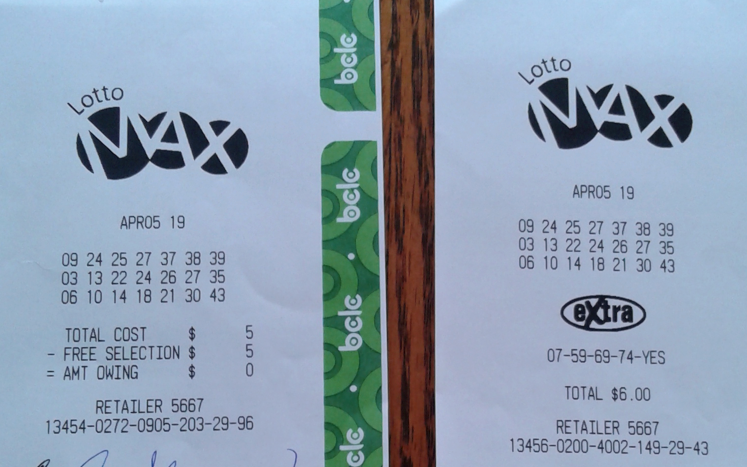 Lotto
MAX
APR05 19
09 24 25 27 37 38 39
03 13 22 24 26 27 35
06 10 14 18 21 30 43
TOTAL COST $ 5
- FREE SELECTION $ 5
= AMT OWING $ 0
RETAILER 5667
13454-0272-0905-203-29-96
bclc
bclc
bclc
bclc
Lotto
MAX
APR05 19
09 24 25 27 37 38 39
03 13 22 24 26 27 35
06 10 14 18 21 30 43
eXtra
07-59-69-74-YES
TOTAL $6.00
RETAILER 5667
13456-0200-4002-149-29-43